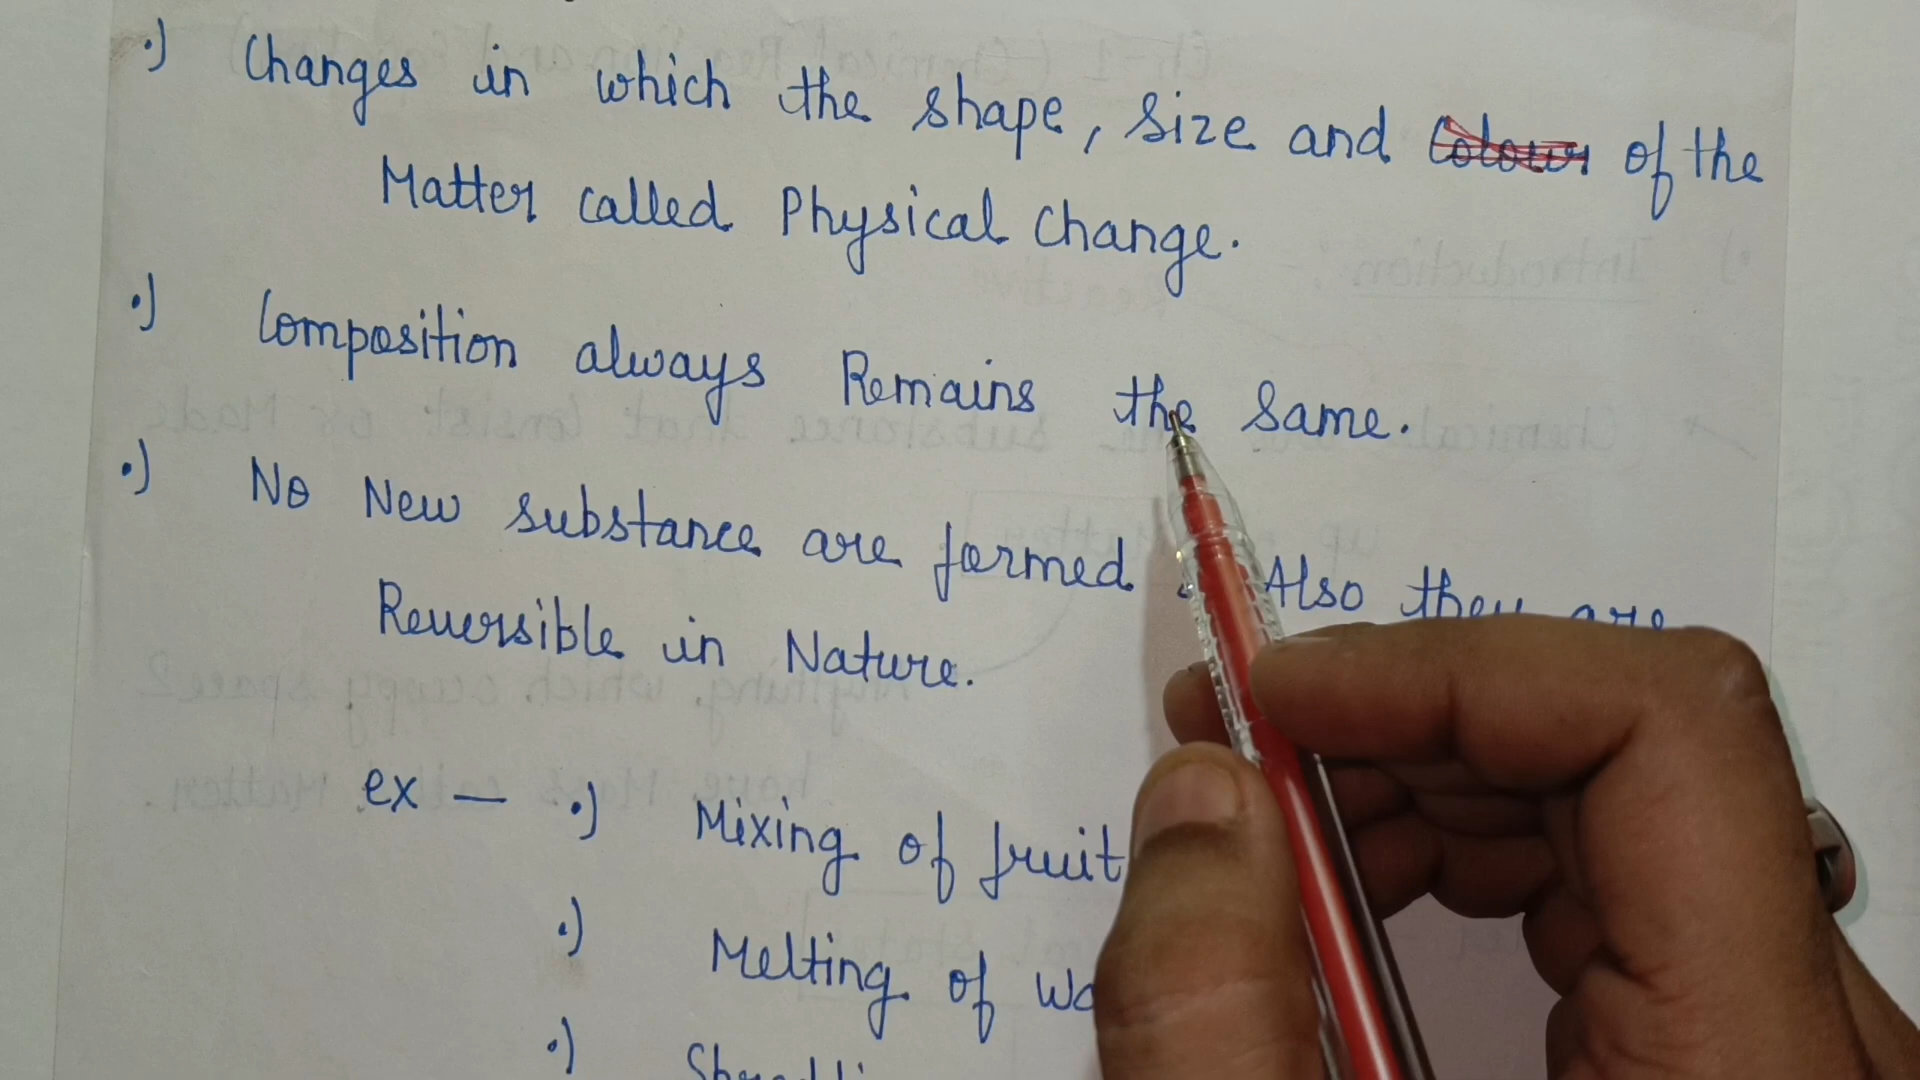 •) Changes in which the shape, size and Colour of the
Matter called Physical Change.
•) Composition always Remains the same.
•) No New substance are formed. Also they are
Reversible in Nature.
ex — •) Mixing of fruit
•) Melting of
•)